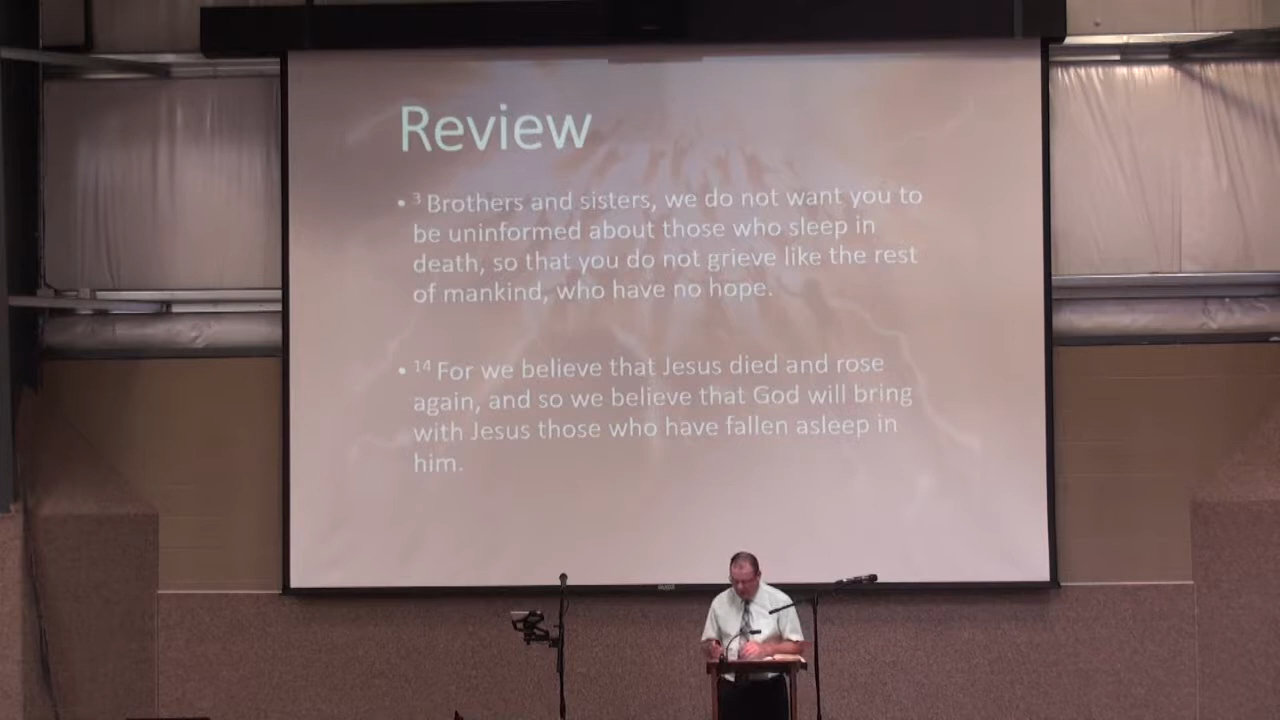 Review
• ³ Brothers and sisters, we do not want you to
be uninformed about those who sleep in
death, so that you do not grieve like the rest
of mankind, who have no hope.
• ¹⁴ For we believe that Jesus died and rose
again, and so we believe that God will bring
with Jesus those who have fallen asleep in
him.